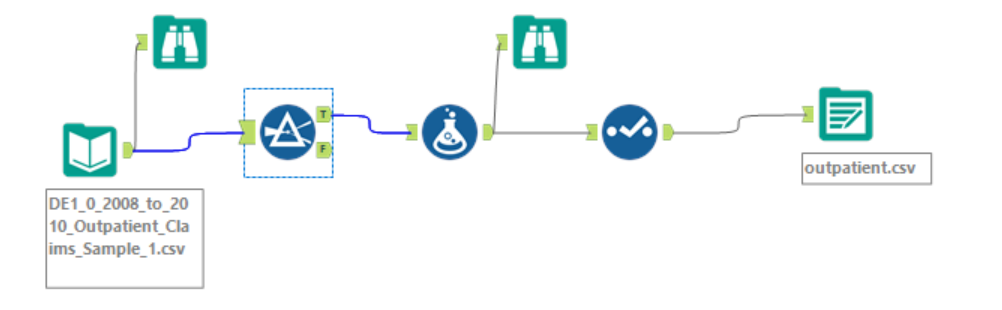 T
F
DE1_0_2008_to_20
10_Outpatient_Cla
ims_Sample_1.csv
outpatient.csv